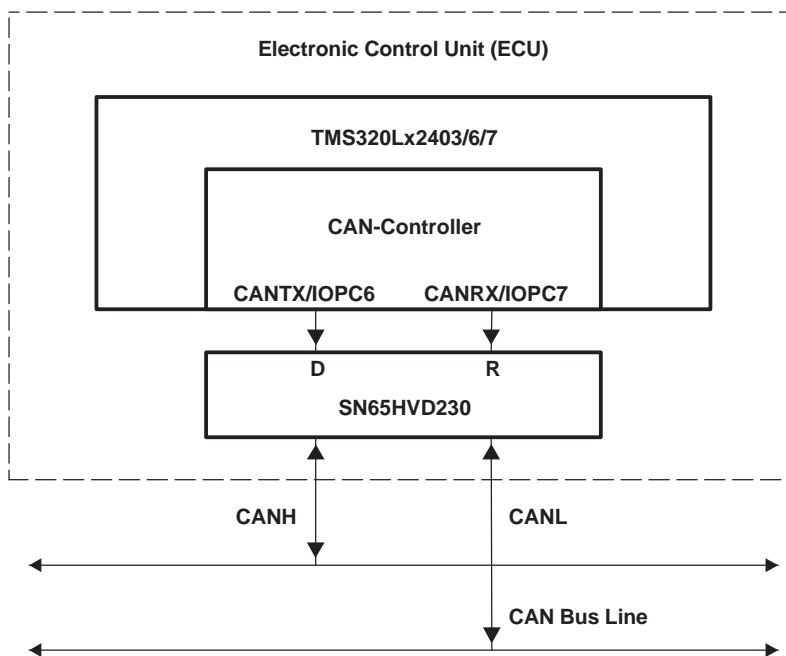 Electronic Control Unit (ECU)
TMS320Lx2403/6/7
CAN-Controller
CANTX/IOPC6 CANRX/IOPC7
D R
SN65HVD230
CANH CANL
CAN Bus Line